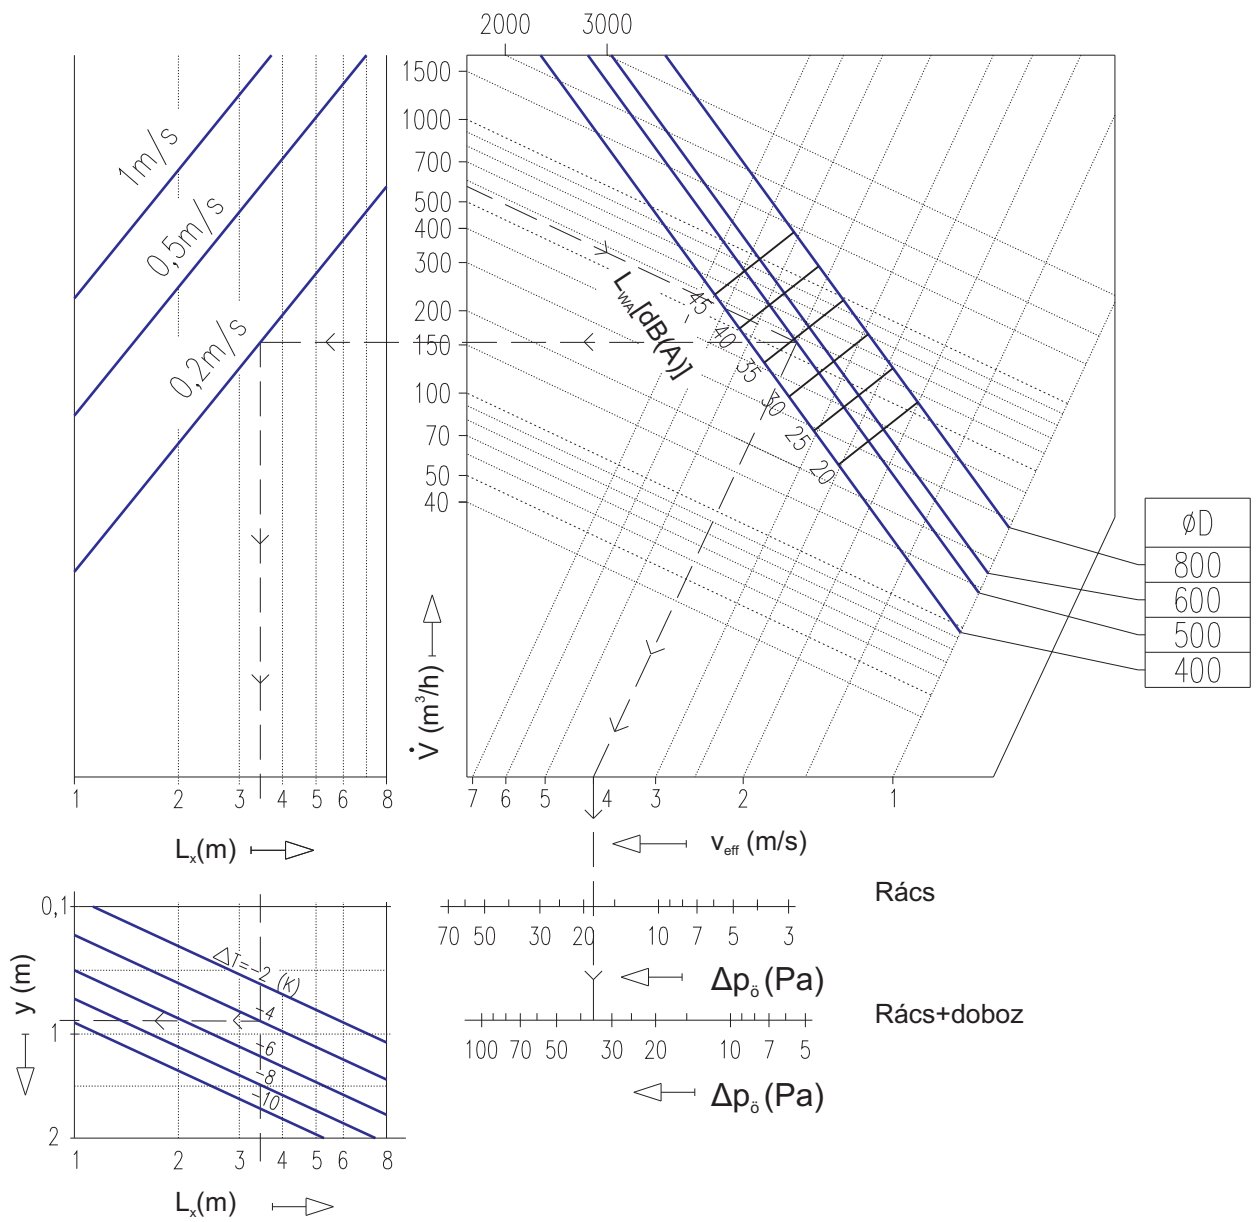 2000 3000
1500
1000
700
500
400
300
200
150
100
70
50
40
1m/s
0,5m/s
0,2m/s
L_WA[dB(A)]
45
40
35
30
25
20
øD
800
600
500
400
V̇ (m³/h)
1 2 3 4 5 6 8
7 6 5 4 3 2 1
Lₓ(m)
v_eff (m/s)
Rács
70 50 30 20 10 7 5 3
Δp_ö (Pa)
Rács+doboz
100 70 50 30 20 10 7 5
Δp_ö (Pa)
0,1
1
2
y (m)
△T=-2 (K)
-4
-6
-8
-10
1 2 3 4 5 6 8
Lₓ(m)